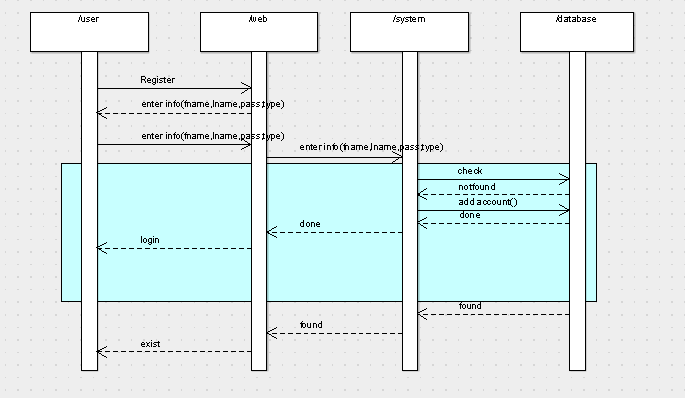 /user
/web
/system
/database
Register
enter info(fname,lname,pass,type)
enter info(fname,lname,pass,type)
enter info(fname,lname,pass,type)
check
notfound
add account()
done
done
login
found
found
exist